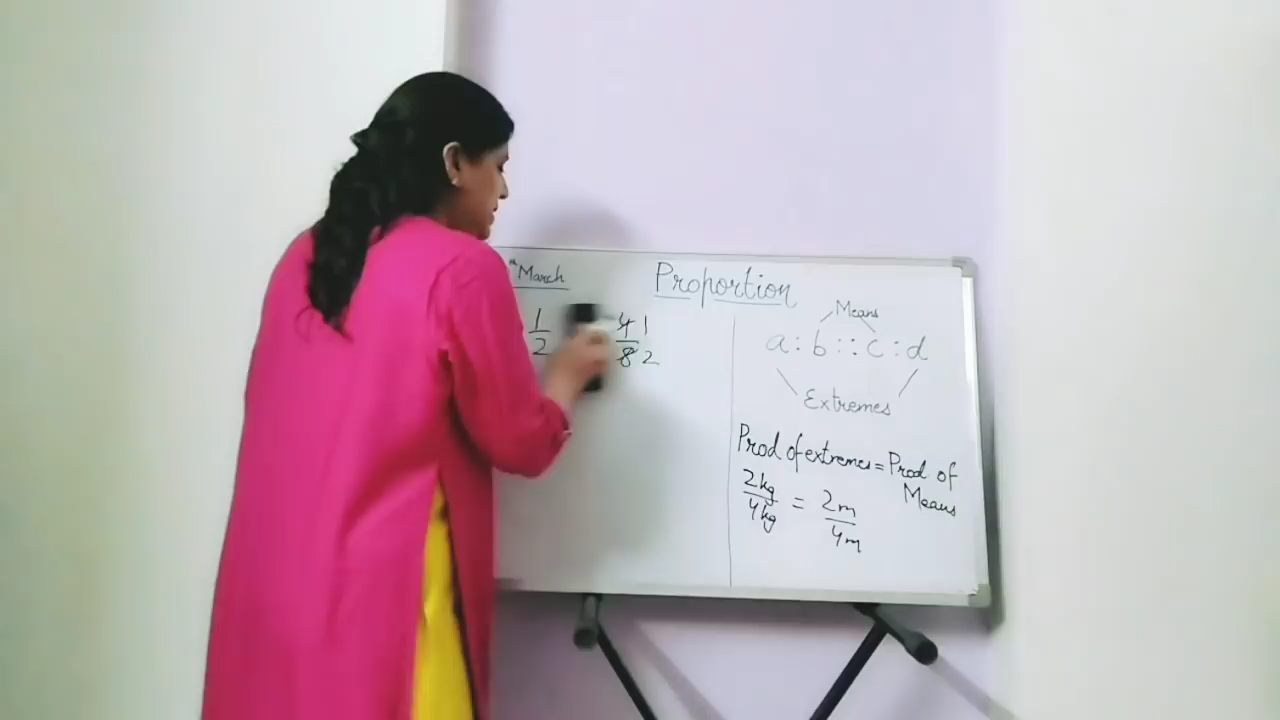 th March
Proportion
1
2
4 1
8 2
Means
a : b :: c : d
Extremes
Prod of extremes = Prod of
Means
2kg
4kg
=
2m
4m